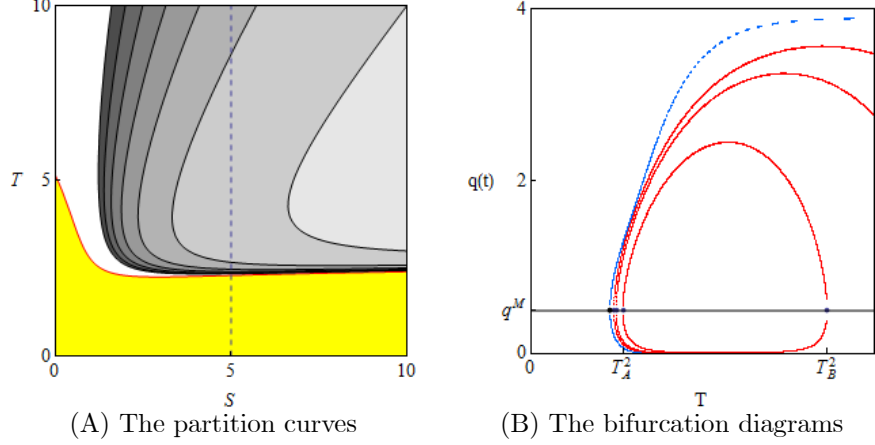 10
T
5
0
0
5
10
S
(A) The partition curves
4
q(t)
2
q^M
0
0
T_A^2
T_B^2
T
(B) The bifurcation diagrams